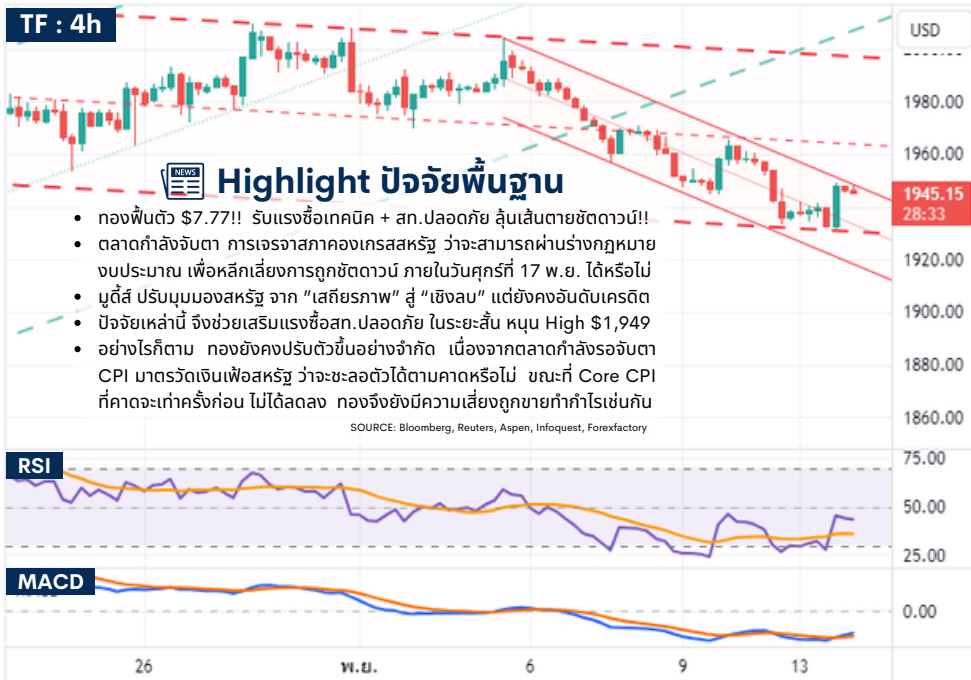 TF : 4h
USD
1980.00
1960.00
1945.15
28:33
1920.00
1900.00
1880.00
1860.00
NEWS
Highlight ปัจจัยพื้นฐาน
• ทองฟื้นตัว $7.77!! รับแรงซื้อเทคนิค + สท.ปลอดภัย ลุ้นเส้นตายชัตดาวน์!!
• ตลาดกำลังจับตา การเจรจาสภาคองเกรสสหรัฐ ว่าจะสามารถผ่านร่างกฎหมาย
งบประมาณ เพื่อหลีกเลี่ยงการถูกชัตดาวน์ ภายในวันศุกร์ที่ 17 พ.ย. ได้หรือไม่
• มูดี้ส์ ปรับมุมมองสหรัฐ จาก "เสถียรภาพ" สู่ "เชิงลบ" แต่ยังคงอันดับเครดิต
• ปัจจัยเหล่านี้ จึงช่วยเสริมแรงซื้อสท.ปลอดภัย ในระยะสั้น หนุน High $1,949
• อย่างไรก็ตาม ทองยังคงปรับตัวขึ้นอย่างจำกัด เนื่องจากตลาดกำลังรอจับตา
CPI มาตรวัดเงินเฟ้อสหรัฐ ว่าจะชะลอตัวได้ตามคาดหรือไม่ ขณะที่ Core CPI
ที่คาดจะเท่าครั้งก่อน ไม่ได้ลดลง ทองจึงยังมีความเสี่ยงถูกขายทำกำไรเช่นกัน
SOURCE: Bloomberg, Reuters, Aspen, Infoquest, Forexfactory
RSI
75.00
50.00
25.00
MACD
0.00
26
พ.ย.
6
9
13